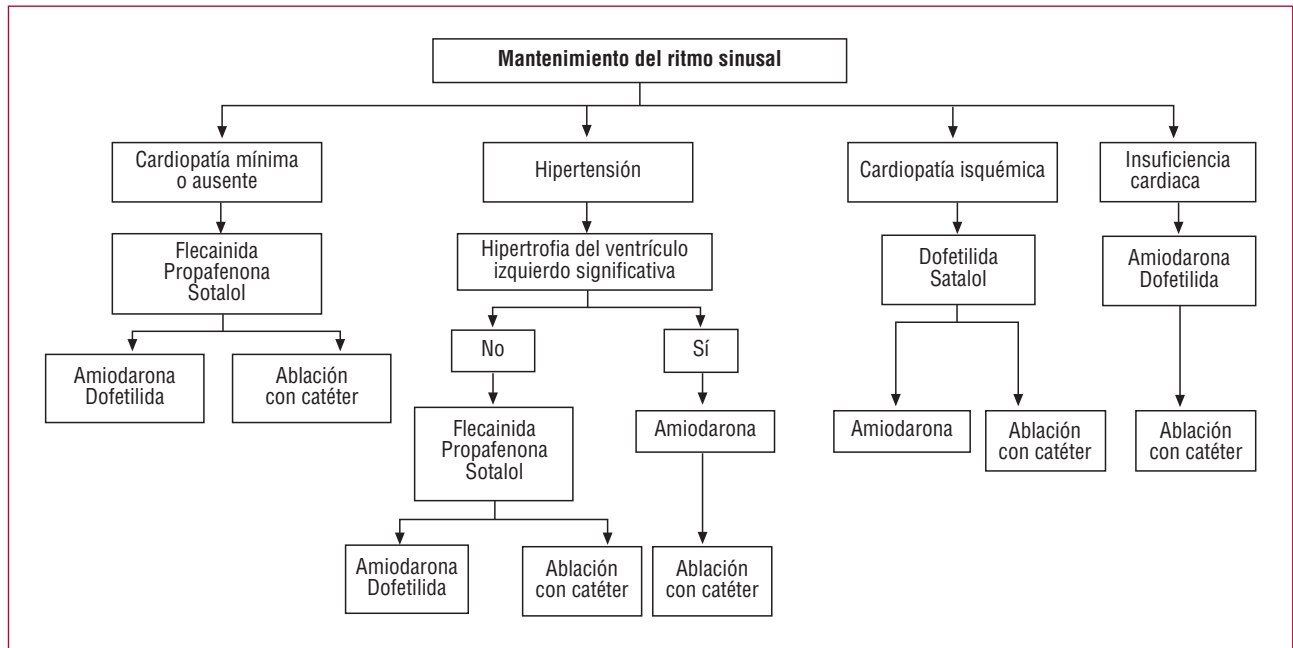 Mantenimiento del ritmo sinusal
Cardiopatía mínima
o ausente
Hipertensión
Cardiopatía isquémica
Insuficiencia
cardiaca
Flecainida
Propafenona
Sotalol
Hipertrofia del ventrículo
izquierdo significativa
Dofetilida
Satalol
Amiodarona
Dofetilida
No
Sí
Amiodarona
Dofetilida
Ablación
con catéter
Flecainida
Propafenona
Sotalol
Amiodarona
Amiodarona
Ablación
con catéter
Ablación
con catéter
Amiodarona
Dofetilida
Ablación
con catéter
Ablación
con catéter